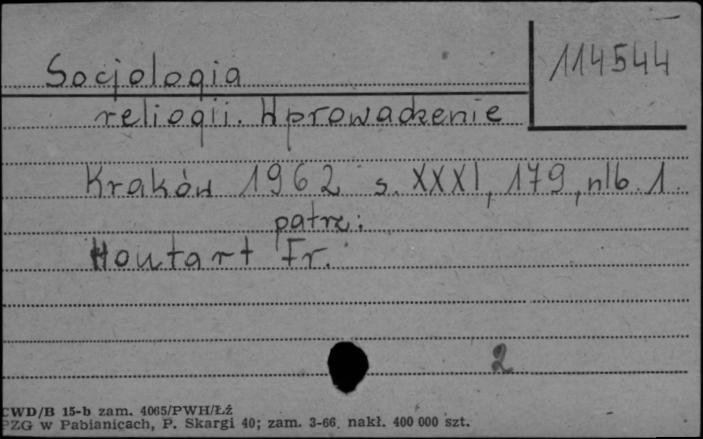 Socjologia
114544
religii. Wprowadzenie
Kraków 1962 s. XXXI, 179, nlb. 1.
patrz:
Houtart Fr.
2
CWD/B 15-b zam. 4065/PWH/Łź
PZG w Pabianicach, P. Skargi 40; zam. 3-66. nakł. 400 000 szt.